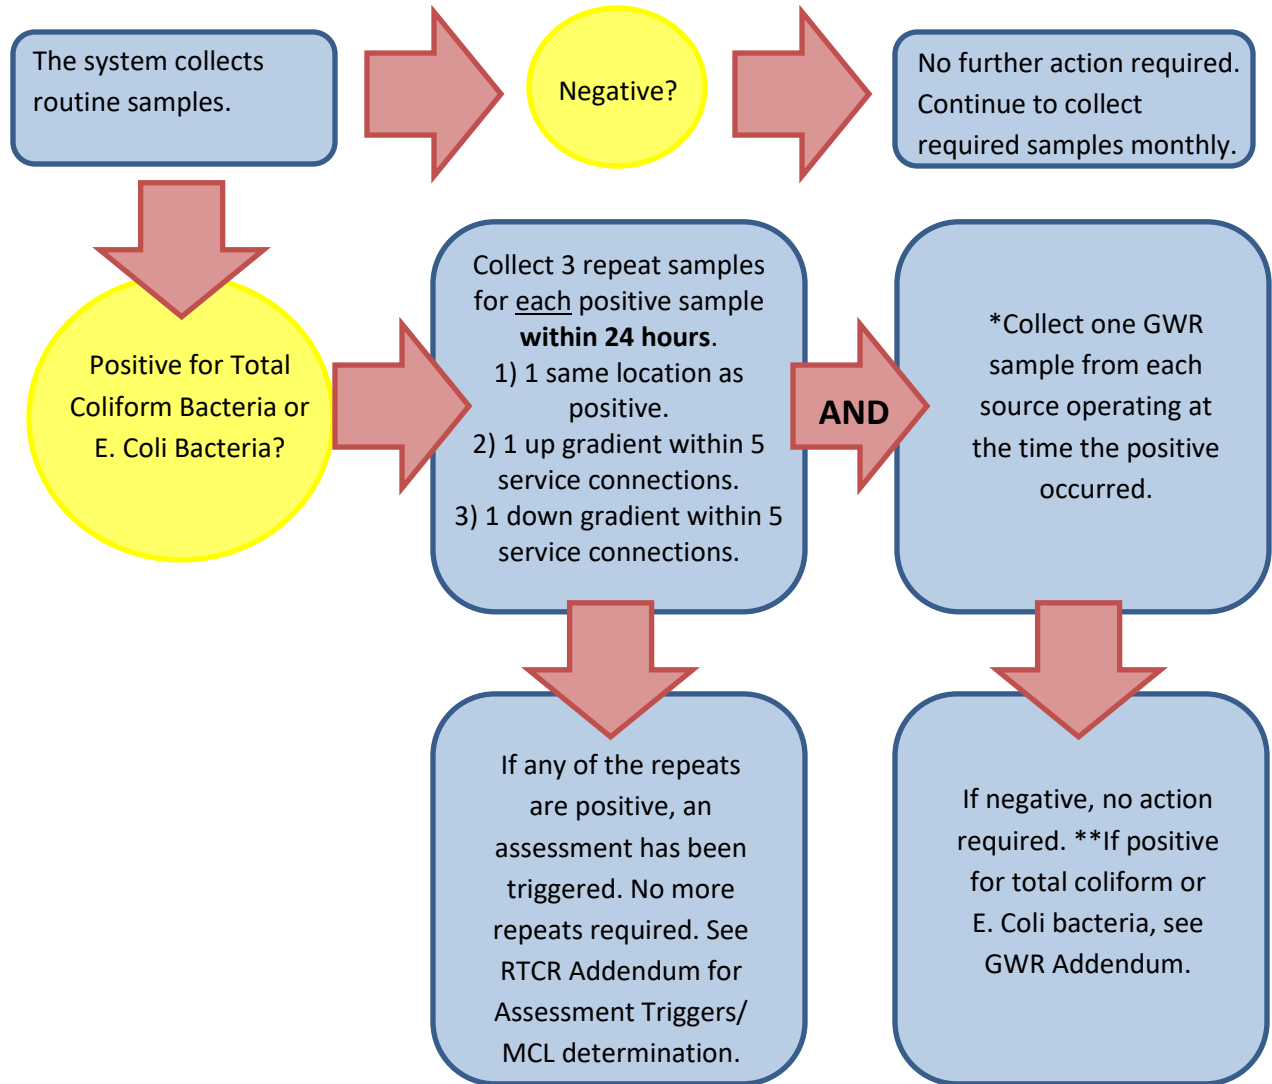 The system collects
routine samples.
Negative?
No further action required.
Continue to collect
required samples monthly.
Positive for Total
Coliform Bacteria or
E. Coli Bacteria?
Collect 3 repeat samples
for each positive sample
within 24 hours.
1) 1 same location as
positive.
2) 1 up gradient within 5
service connections.
3) 1 down gradient within 5
service connections.
AND
*Collect one GWR
sample from each
source operating at
the time the positive
occurred.
If any of the repeats
are positive, an
assessment has been
triggered. No more
repeats required. See
RTCR Addendum for
Assessment Triggers/
MCL determination.
If negative, no action
required. **If positive
for total coliform or
E. Coli bacteria, see
GWR Addendum.